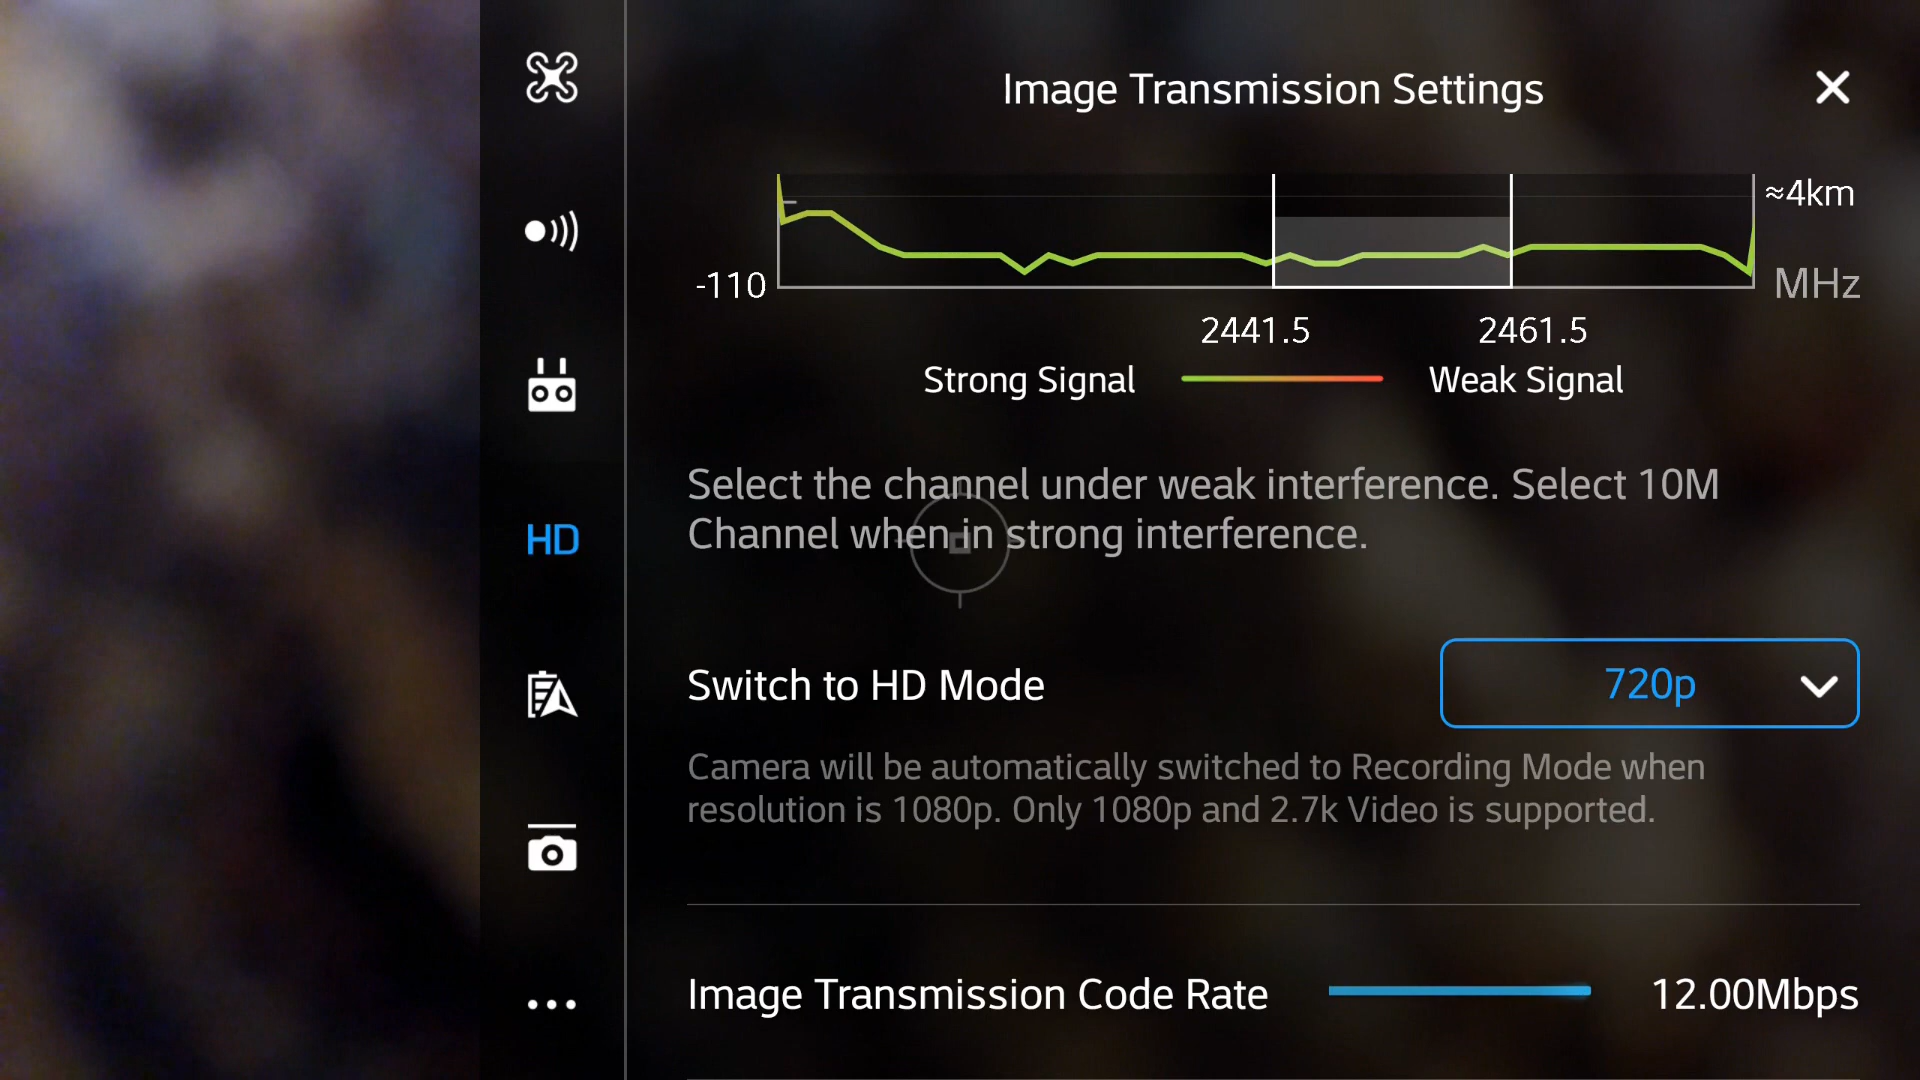 Image Transmission Settings
≈4km
-110
MHz
2441.5
2461.5
Strong Signal
Weak Signal
Select the channel under weak interference. Select 10M
Channel when in strong interference.
HD
Switch to HD Mode
720p
Camera will be automatically switched to Recording Mode when
resolution is 1080p. Only 1080p and 2.7k Video is supported.
Image Transmission Code Rate
12.00Mbps